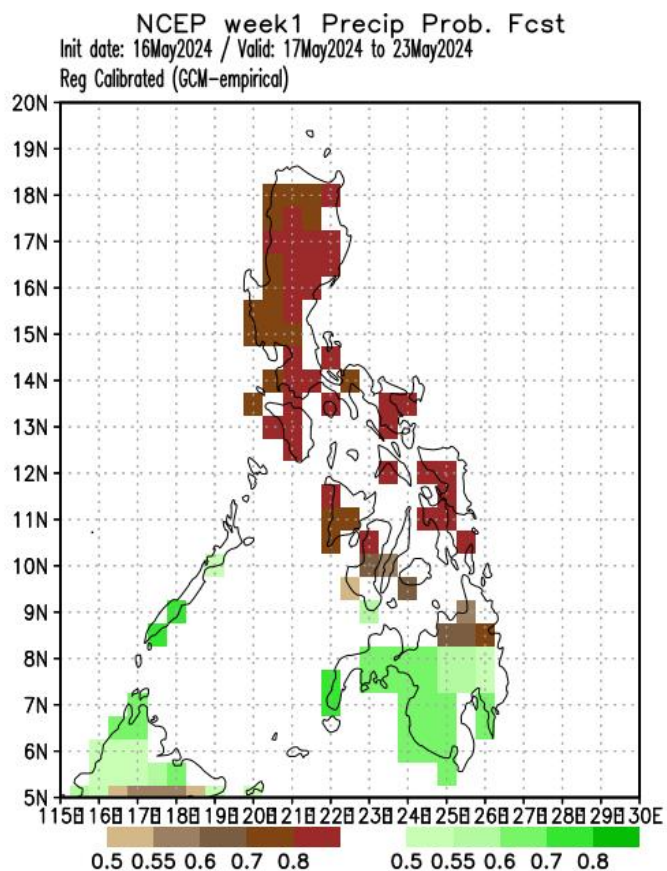 NCEP week1 Precip Prob. Fcst
Init date: 16May2024 / Valid: 17May2024 to 23May2024
Reg Calibrated (GCM-empirical)
20N
19N
18N
17N
16N
15N
14N
13N
12N
11N
10N
9N
8N
7N
6N
5N
115E 116E 117E 118E 119E 120E 121E 122E 123E 124E 125E 126E 127E 128E 129E 130E
0.5 0.55 0.6 0.7 0.8 0.5 0.55 0.6 0.7 0.8